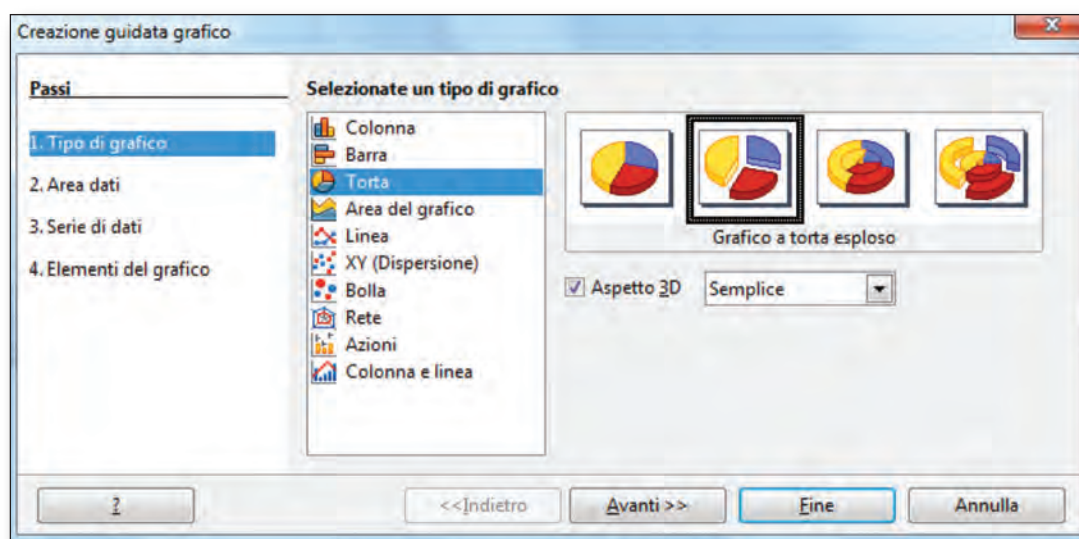 Creazione guidata grafico
Passi
1. Tipo di grafico
2. Area dati
3. Serie di dati
4. Elementi del grafico
Selezionate un tipo di grafico
Colonna
Barra
Torta
Area del grafico
Linea
XY (Dispersione)
Bolla
Rete
Azioni
Colonna e linea
Grafico a torta esploso
Aspetto 3D
Semplice
?
<<Indietro
Avanti >>
Fine
Annulla